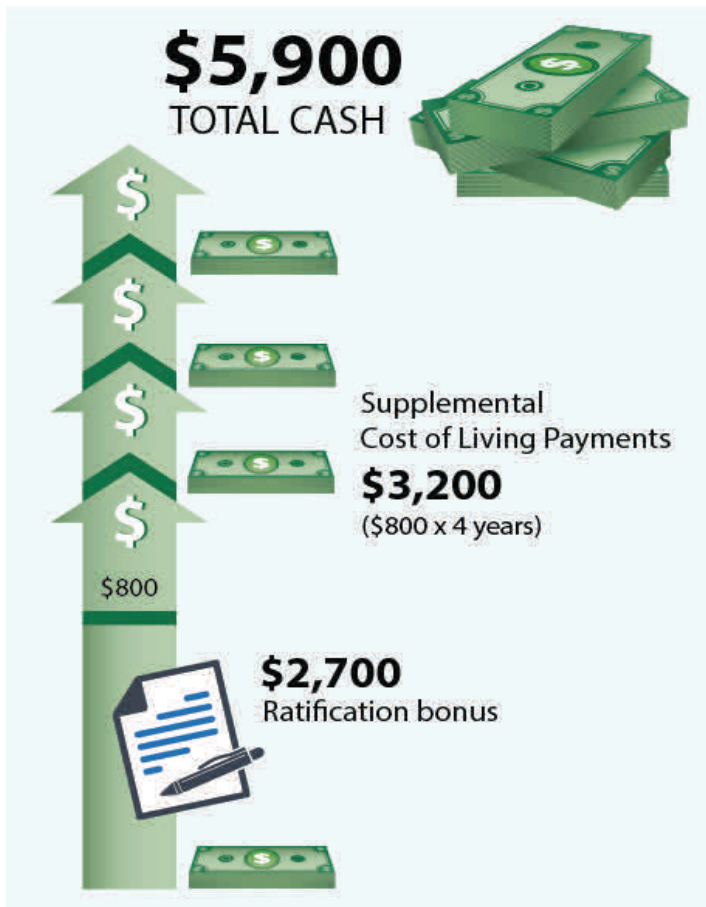 $5,900
TOTAL CASH
$
$
$
$
$
$
$
Supplemental
Cost of Living Payments
$3,200
($800 x 4 years)
$
$
$800
$2,700
Ratification bonus
$